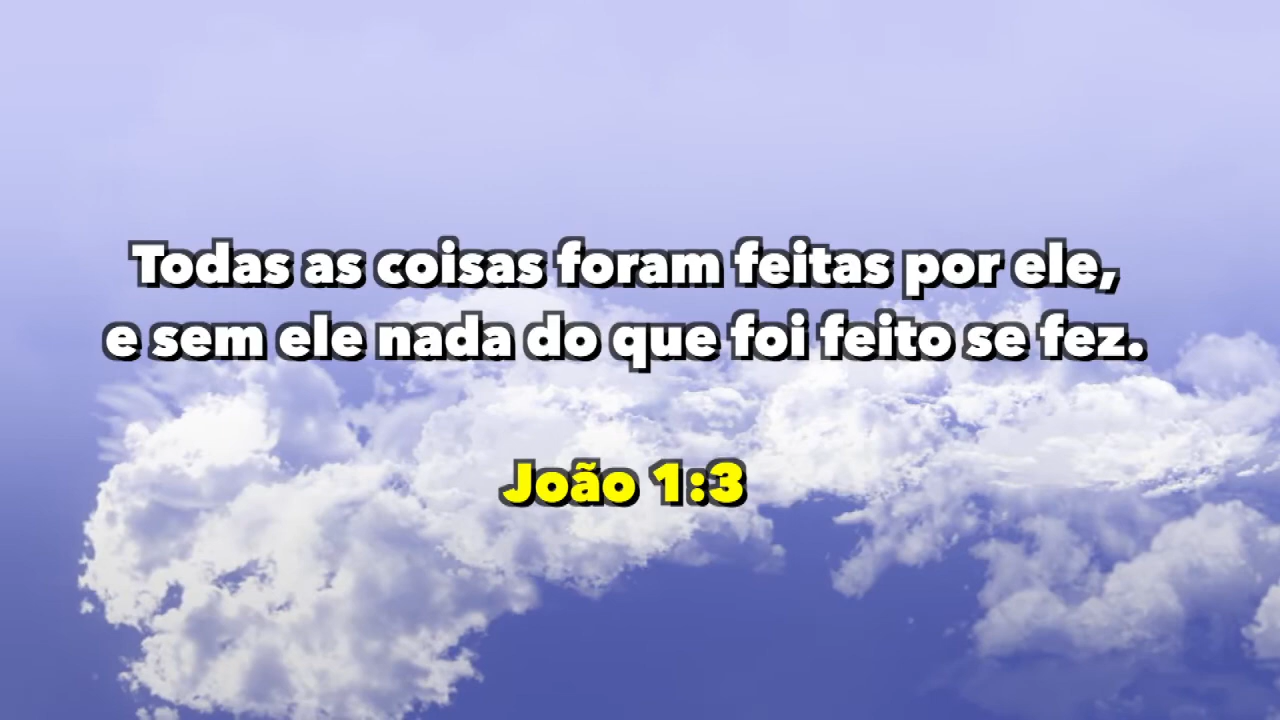 Todas as coisas foram feitas por ele,
e sem ele nada do que foi feito se fez.
João 1:3